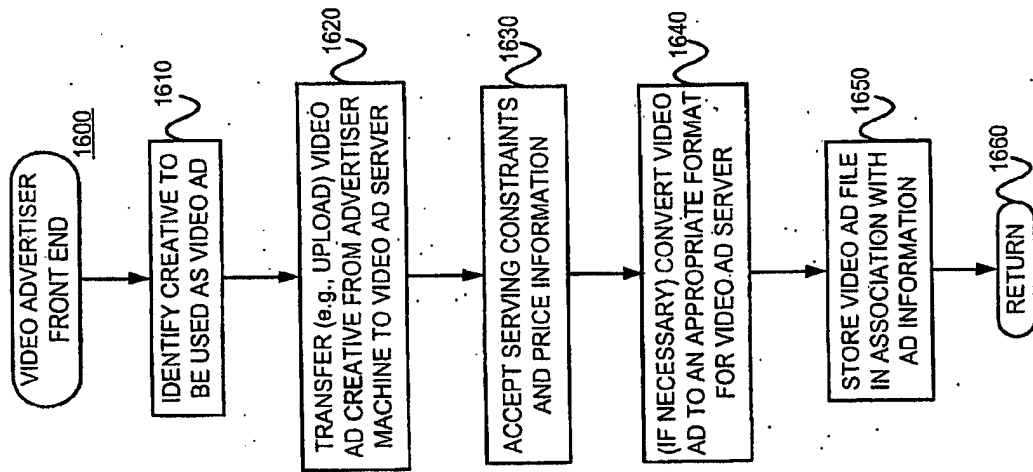 VIDEO ADVERTISER
FRONT END
1600
1610
IDENTIFY CREATIVE TO
BE USED AS VIDEO AD
1620
TRANSFER (e.g., UPLOAD) VIDEO
AD CREATIVE FROM ADVERTISER
MACHINE TO VIDEO AD SERVER
1630
ACCEPT SERVING CONSTRAINTS
AND PRICE INFORMATION
1640
(IF NECESSARY) CONVERT VIDEO
AD TO AN APPROPRIATE FORMAT
FOR VIDEO AD SERVER
1650
STORE VIDEO AD FILE
IN ASSOCIATION WITH
AD INFORMATION
1660
RETURN